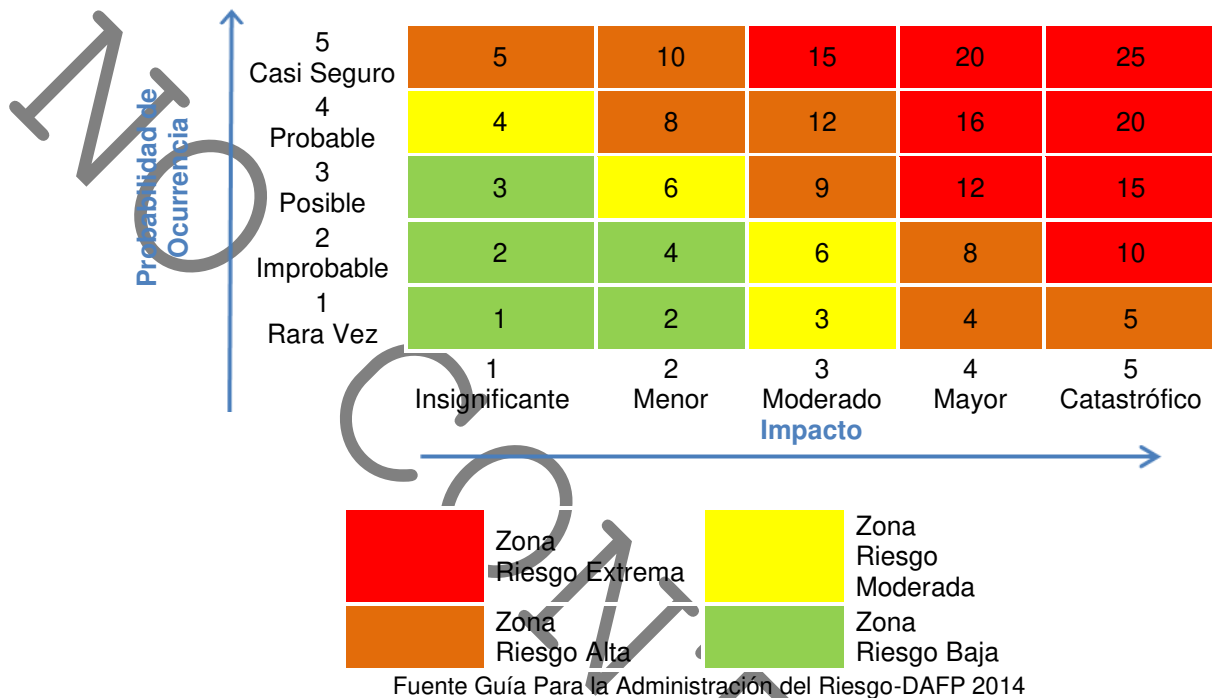 5
Casi Seguro
5 10 15 20 25
4
Probable
4 8 12 16 20
3
Posible
3 6 9 12 15
2
Improbable
2 4 6 8 10
1
Rara Vez
1 2 3 4 5
Probabilidad de
Ocurrencia
1 2 3 4 5
Insignificante Menor Moderado Mayor Catastrófico
Impacto
Zona
Riesgo Extrema
Zona
Riesgo
Moderada
Zona
Riesgo Alta
Zona
Riesgo Baja
Fuente Guía Para la Administración del Riesgo-DAFP 2014
NO CON